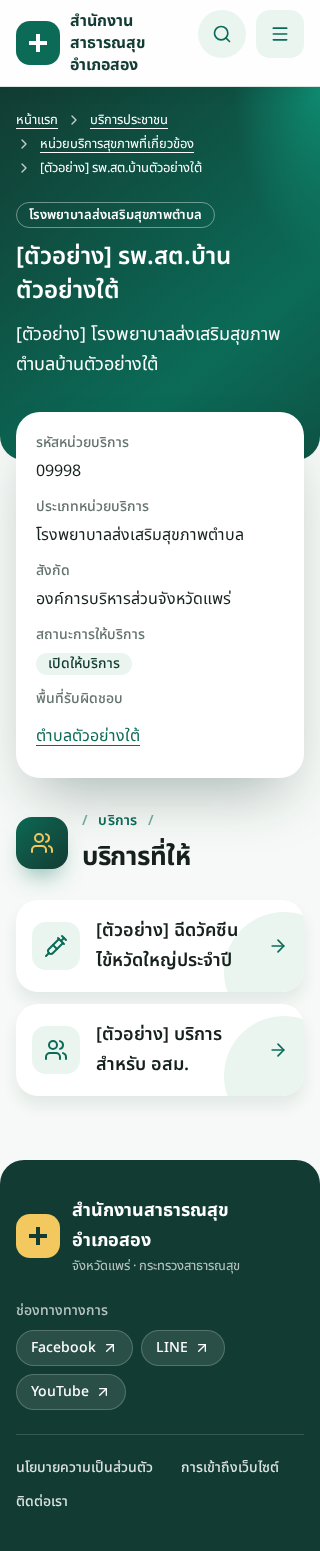 สำนักงาน
สาธารณสุข
อำเภอสอง
หน้าแรก > บริการประชาชน
> หน่วยบริการสุขภาพที่เกี่ยวข้อง
> [ตัวอย่าง] รพ.สต.บ้านตัวอย่างใต้
โรงพยาบาลส่งเสริมสุขภาพตำบล
[ตัวอย่าง] รพ.สต.บ้าน
ตัวอย่างใต้
[ตัวอย่าง] โรงพยาบาลส่งเสริมสุขภาพ
ตำบลบ้านตัวอย่างใต้
รหัสหน่วยบริการ
09998
ประเภทหน่วยบริการ
โรงพยาบาลส่งเสริมสุขภาพตำบล
สังกัด
องค์การบริหารส่วนจังหวัดแพร่
สถานะการให้บริการ
เปิดให้บริการ
พื้นที่รับผิดชอบ
ตำบลตัวอย่างใต้
/ บริการ /
บริการที่ให้
[ตัวอย่าง] ฉีดวัคซีน
ไข้หวัดใหญ่ประจำปี
[ตัวอย่าง] บริการ
สำหรับ อสม.
สำนักงานสาธารณสุข
อำเภอสอง
จังหวัดแพร่ · กระทรวงสาธารณสุข
ช่องทางทางการ
Facebook
LINE
YouTube
นโยบายความเป็นส่วนตัว
การเข้าถึงเว็บไซต์
ติดต่อเรา